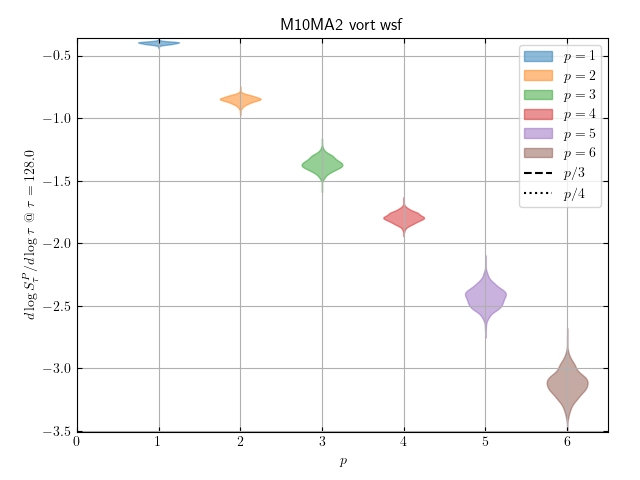 M10MA2 vort wsf
−0.5
−1.0
−1.5
−2.0
−2.5
−3.0
−3.5
0 1 2 3 4 5 6
p
d log S_τ^P / d log τ @ τ = 128.0
p = 1
p = 2
p = 3
p = 4
p = 5
p = 6
p/3
p/4